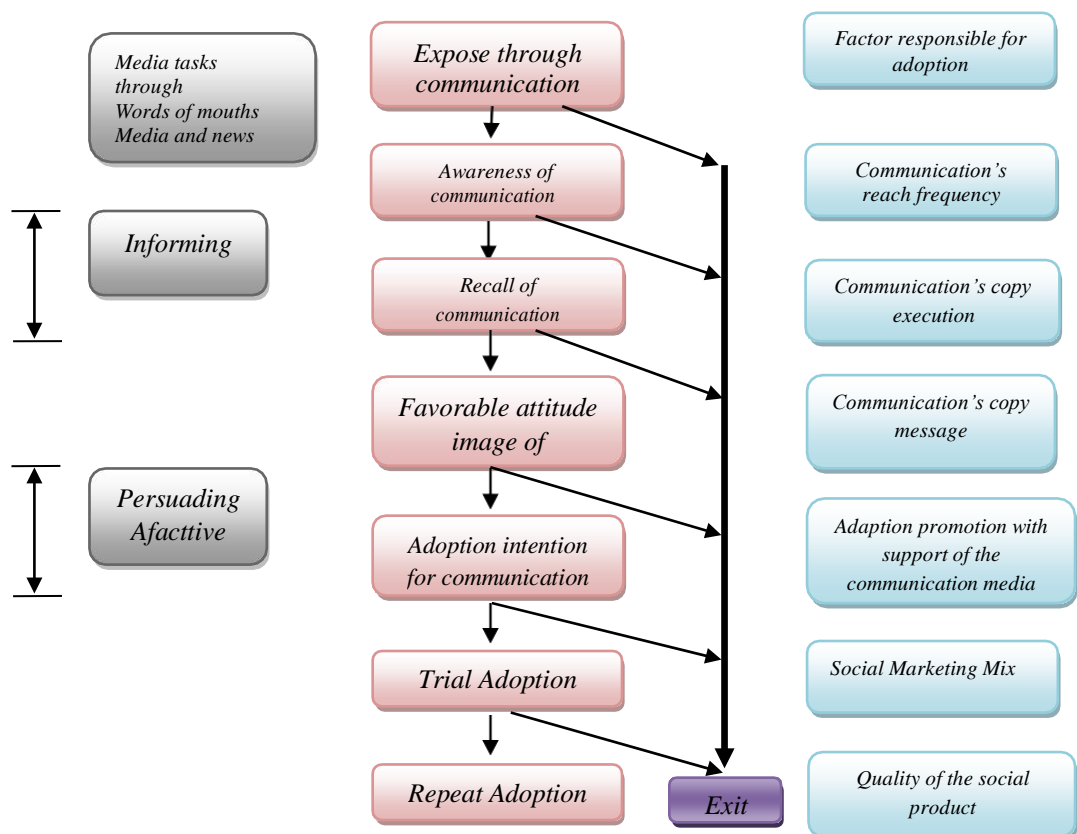 Media tasks
through
Words of mouths
Media and news
Informing
Persuading
Afacttive
Expose through
communication
Awareness of
communication
Recall of
communication
Favorable attitude
image of
Adoption intention
for communication
Trial Adoption
Repeat Adoption
Exit
Factor responsible for
adoption
Communication’s
reach frequency
Communication’s copy
execution
Communication’s copy
message
Adaption promotion with
support of the
communication media
Social Marketing Mix
Quality of the social
product